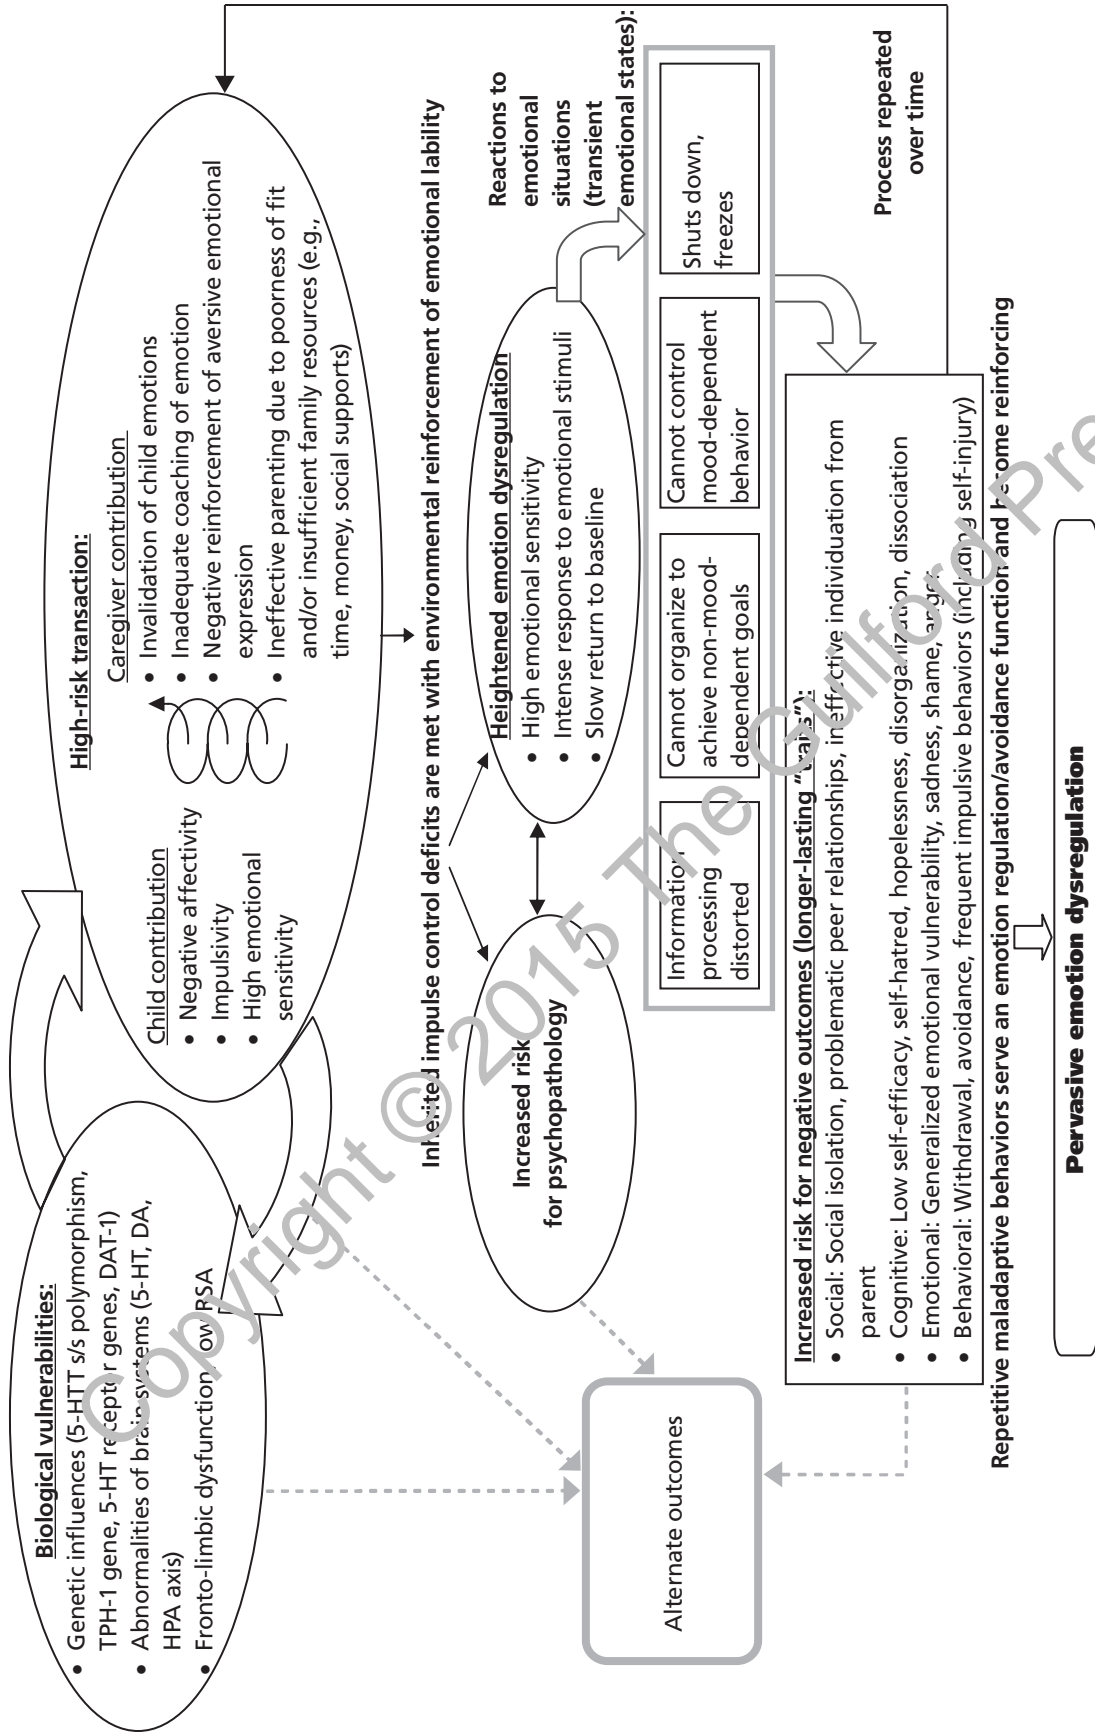 Biological vulnerabilities:
• Genetic influences (5-HTT s/s polymorphism,
TPH-1 gene, 5-HT receptor genes, DAT-1)
• Abnormalities of brain systems (5-HT, DA,
HPA axis)
• Fronto-limbic dysfunction, low RSA
High-risk transaction:
Child contribution
• Negative affectivity
• Impulsivity
• High emotional
sensitivity
Caregiver contribution
• Invalidation of child emotions
• Inadequate coaching of emotion
• Negative reinforcement of aversive emotional
expression
• Ineffective parenting due to poorness of fit
and/or insufficient family resources (e.g.,
time, money, social supports)
Inherited impulse control deficits are met with environmental reinforcement of emotional lability
Increased risk
for psychopathology
Heightened emotion dysregulation
• High emotional sensitivity
• Intense response to emotional stimuli
• Slow return to baseline
Reactions to
emotional
situations
(transient
emotional states):
Information
processing
distorted
Cannot organize to
achieve non-mood-
dependent goals
Cannot control
mood-dependent
behavior
Shuts down,
freezes
Alternate outcomes
Increased risk for negative outcomes (longer-lasting "traits"):
• Social: Social isolation, problematic per relationships, ineffective individuation from
parent
• Cognitive: Low self-efficacy, self-hatred, hopelessness, disorganization, dissociation
• Emotional: Generalized emotional vulnerability, sadness, shame, anger
• Behavioral: Withdrawal, avoidance, frequent impulsive behaviors (including self-injury)
Process repeated
over time
Repetitive maladaptive behaviors serve an emotion regulation/avoidance function and become reinforcing
Pervasive emotion dysregulation
Copyright © 2015 The Guilford Pre